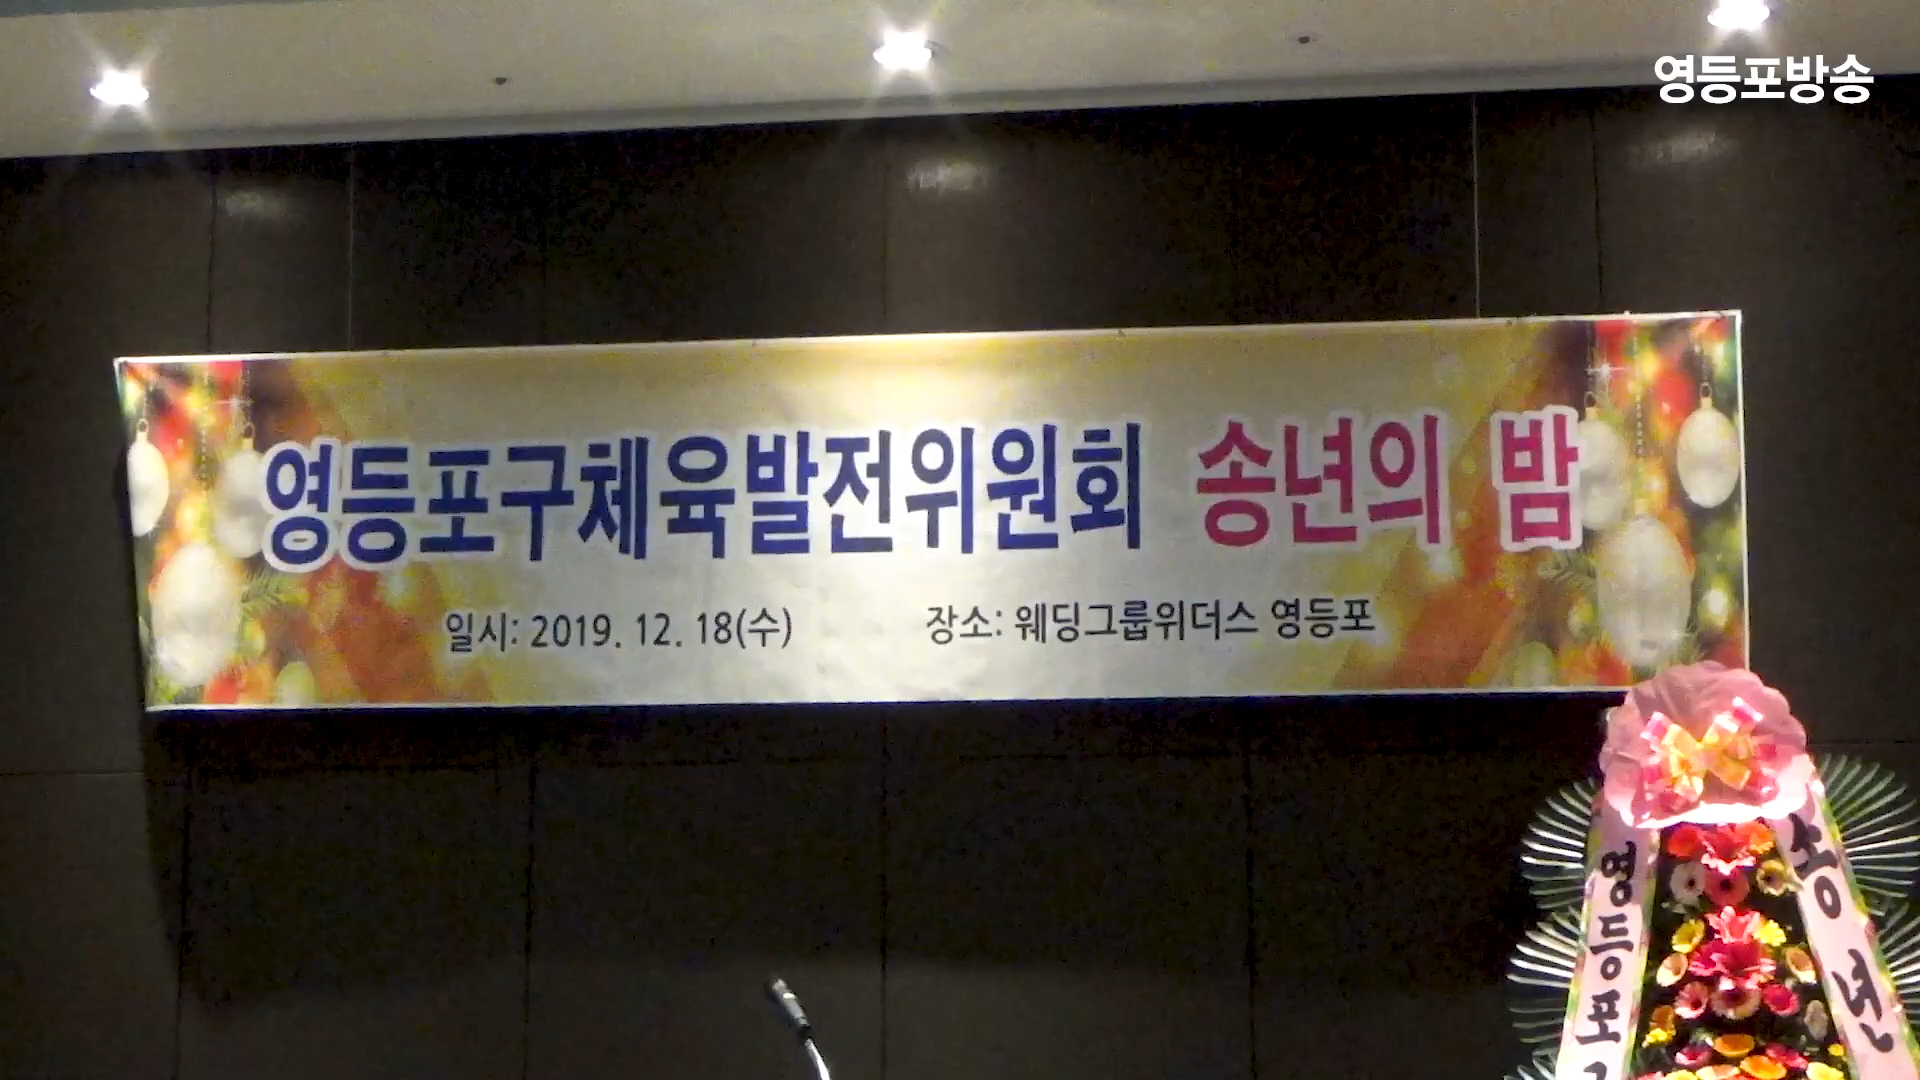 영등포방송
영등포구체육발전위원회 송년의 밤
일시: 2019. 12. 18(수) 장소: 웨딩그룹위더스 영등포
영등포
송년